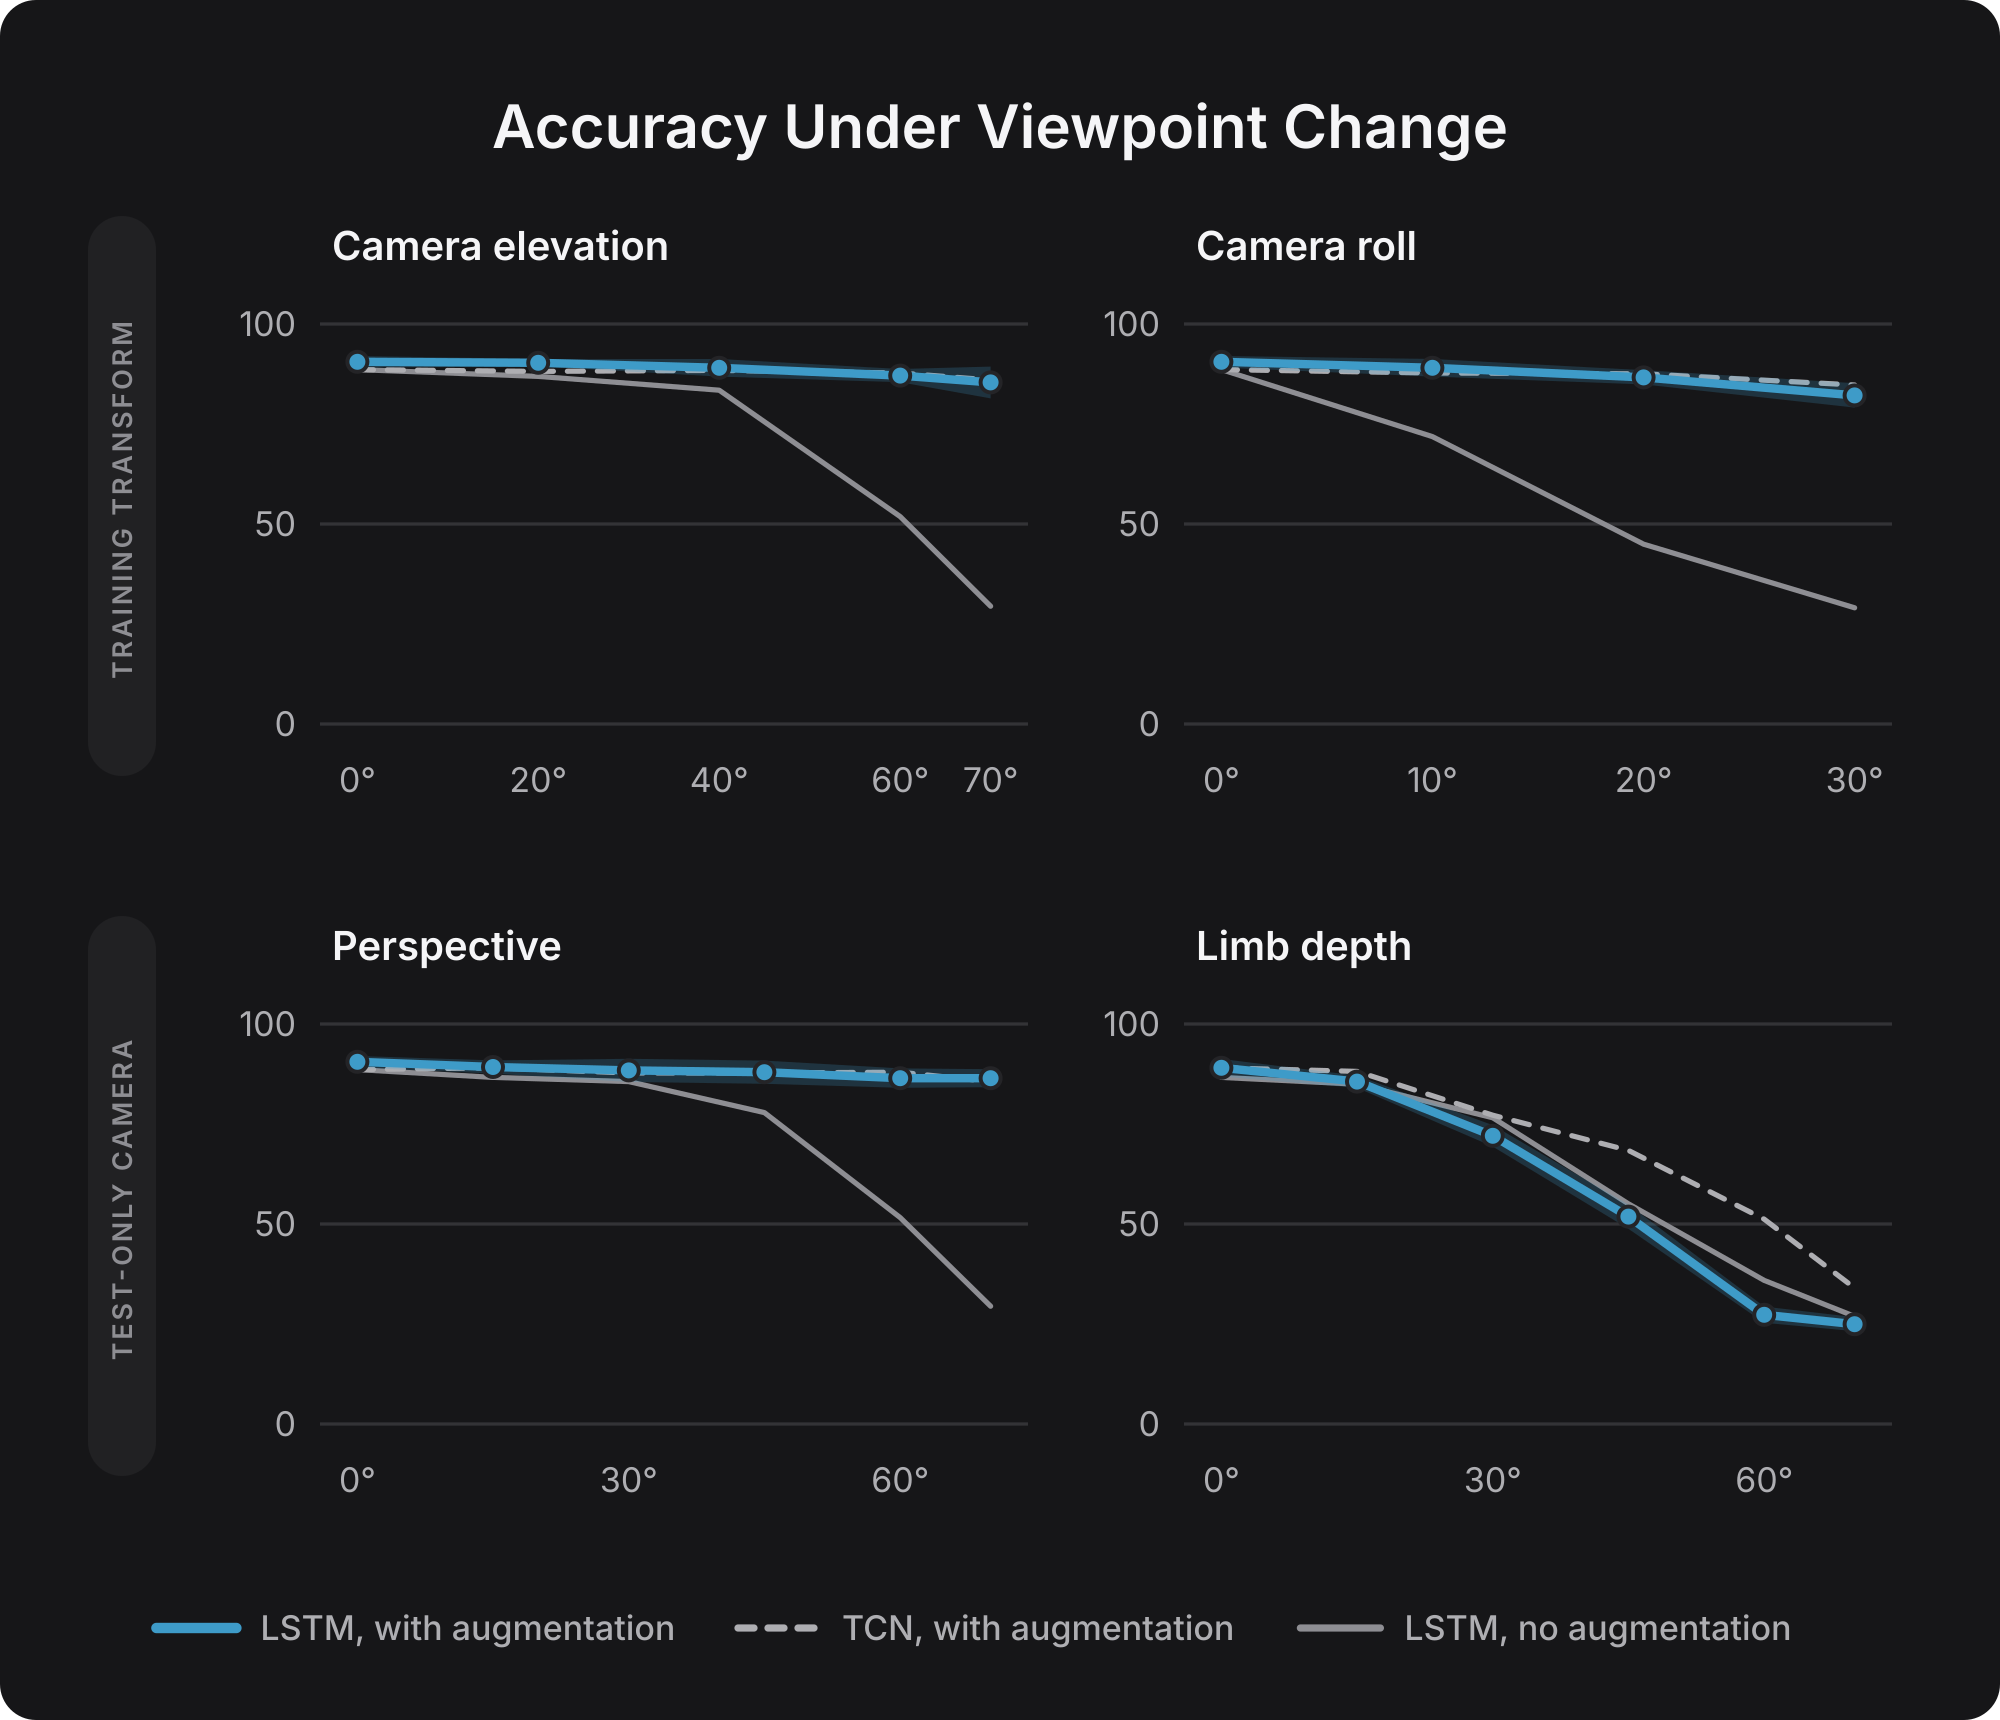 Accuracy Under Viewpoint Change
TRAINING TRANSFORM
Camera elevation
100
50
0
0° 20° 40° 60° 70°
Camera roll
100
50
0
0° 10° 20° 30°
TEST-ONLY CAMERA
Perspective
100
50
0
0° 30° 60°
Limb depth
100
50
0
0° 30° 60°
LSTM, with augmentation TCN, with augmentation LSTM, no augmentation